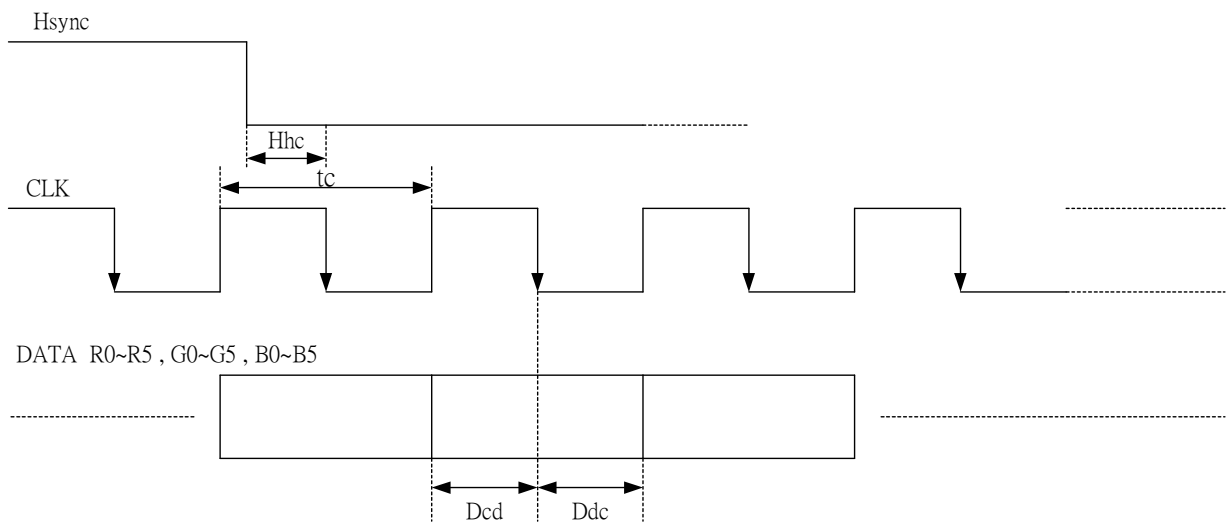 Hsync
Hhc
tc
CLK
DATA R0~R5 , G0~G5 , B0~B5
Dcd Ddc